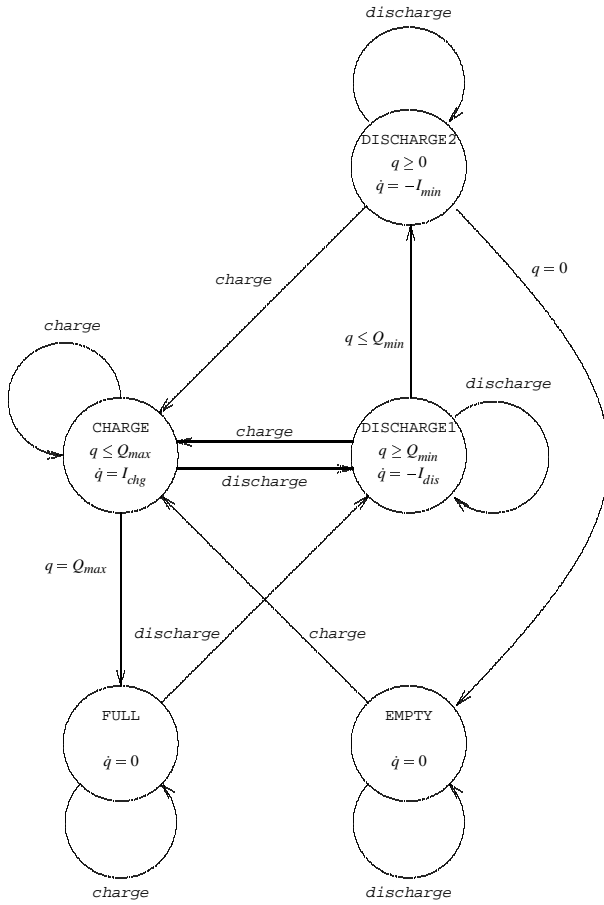 discharge
DISCHARGE2
q ≥ 0
q̇ = −I_min
q = 0
charge
charge
q ≤ Q_min
discharge
CHARGE
q ≤ Q_max
q̇ = I_chg
charge
discharge
DISCHARGE1
q ≥ Q_min
q̇ = −I_dis
q = Q_max
discharge
charge
FULL
q̇ = 0
EMPTY
q̇ = 0
charge
discharge